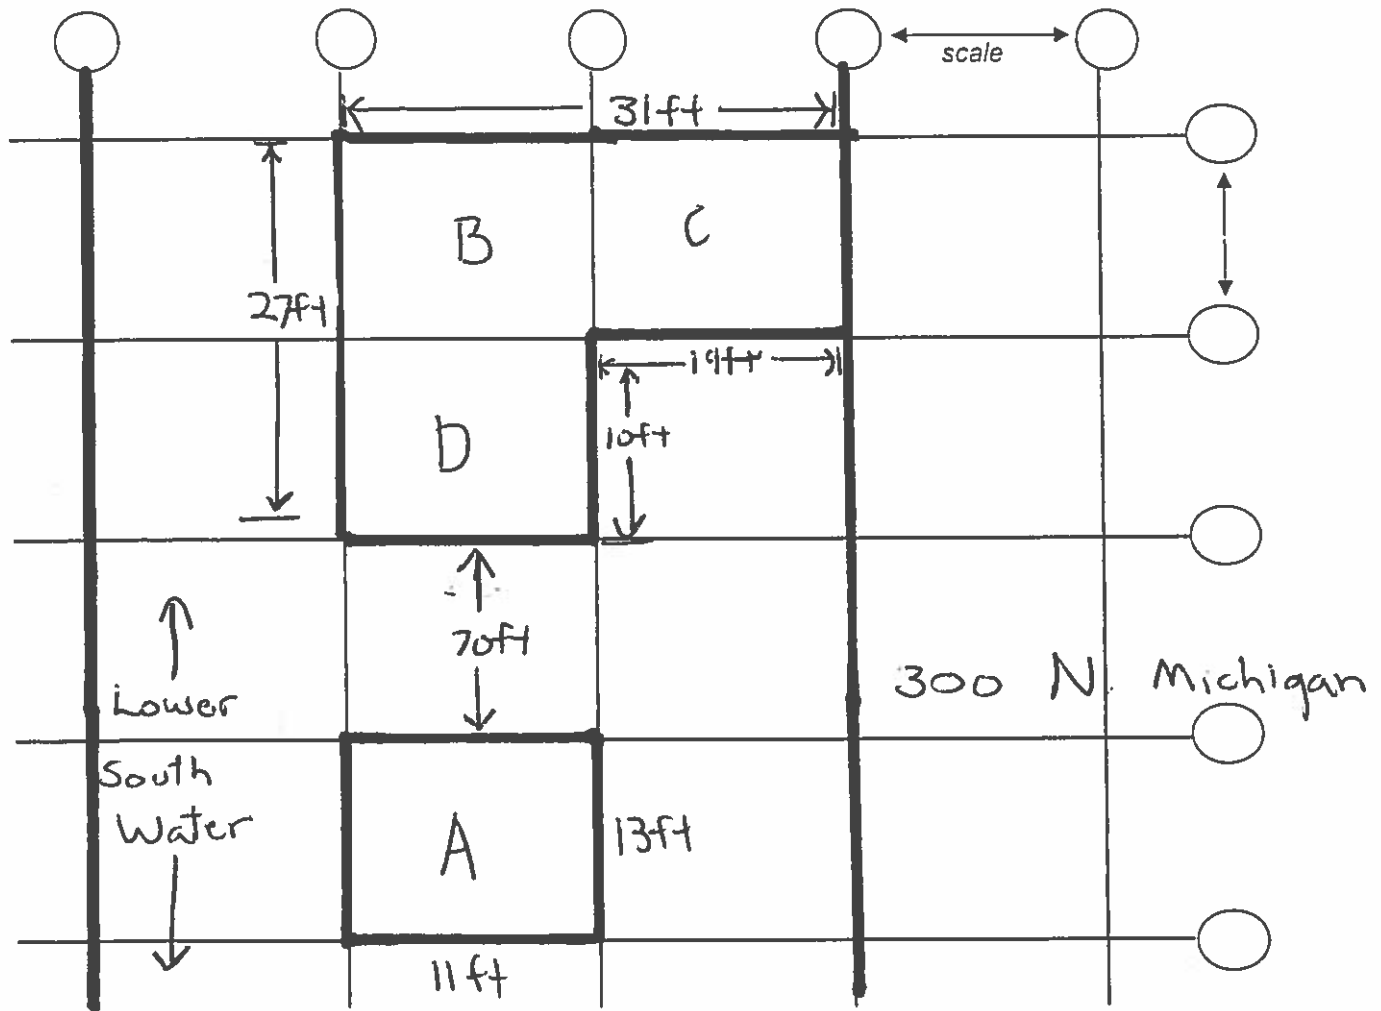 scale
31ft
B
C
27ft
19ft
D
10ft
70ft
Lower
300 N. Michigan
South
Water
A
13ft
11ft